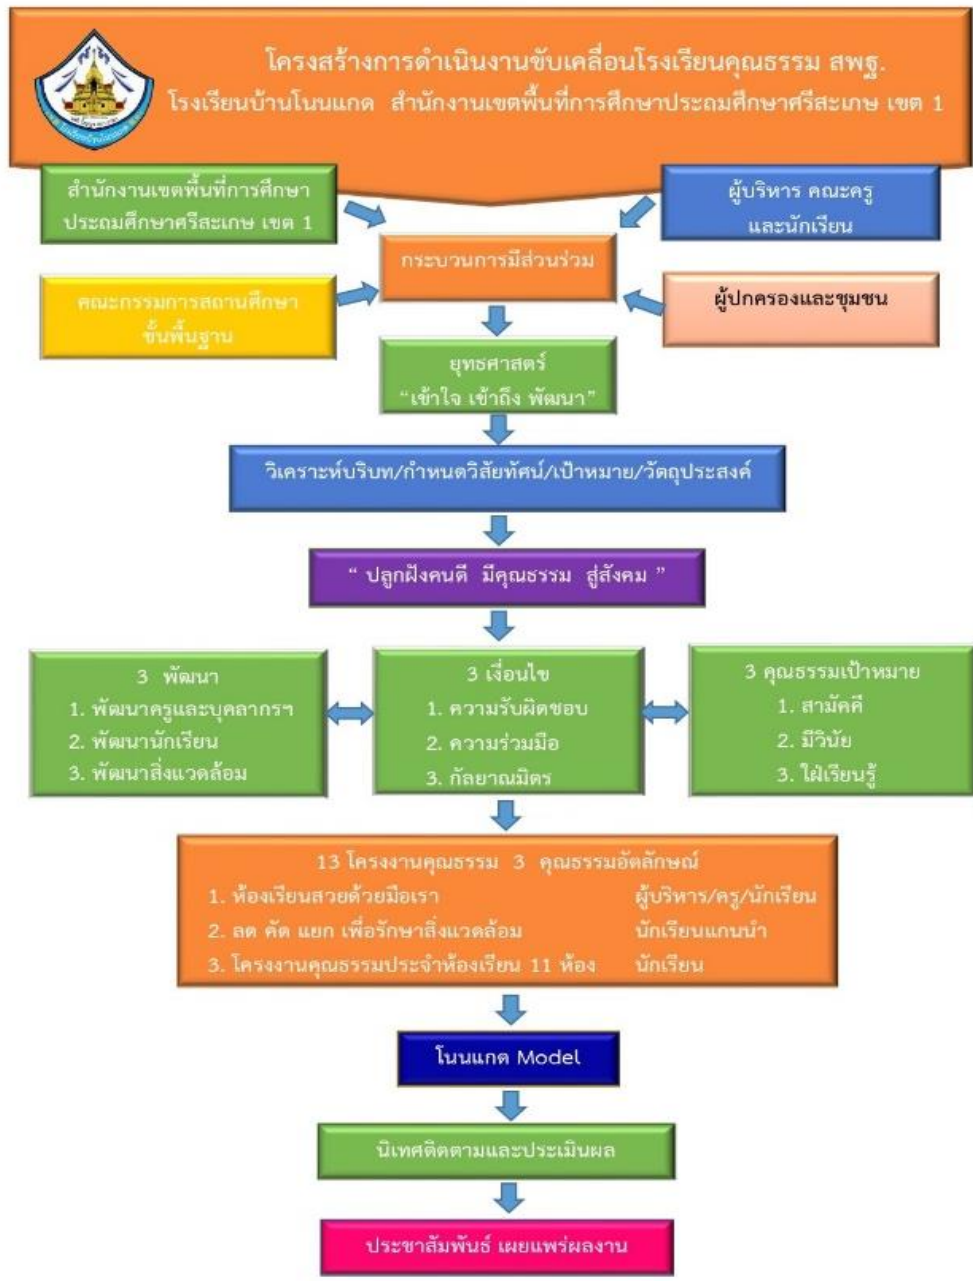 โครงสร้างการดำเนินงานขับเคลื่อนโรงเรียนคุณธรรม สพฐ.
โรงเรียนบ้านโนนแกด สำนักงานเขตพื้นที่การศึกษาประถมศึกษาศรีสะเกษ เขต 1
สำนักงานเขตพื้นที่การศึกษา
ประถมศึกษาศรีสะเกษ เขต 1
ผู้บริหาร คณะครู
และนักเรียน
กระบวนการมีส่วนร่วม
คณะกรรมการสถานศึกษา
ขั้นพื้นฐาน
ผู้ปกครองและชุมชน
ยุทธศาสตร์
“เข้าใจ เข้าถึง พัฒนา”
วิเคราะห์บริบท/กำหนดวิสัยทัศน์/เป้าหมาย/วัตถุประสงค์
“ ปลูกฝังคนดี มีคุณธรรม สู่สังคม ”
3 พัฒนา
1. พัฒนาครูและบุคลากรฯ
2. พัฒนานักเรียน
3. พัฒนาสิ่งแวดล้อม
3 เงื่อนไข
1. ความรับผิดชอบ
2. ความร่วมมือ
3. กัลยาณมิตร
3 คุณธรรมเป้าหมาย
1. สามัคคี
2. มีวินัย
3. ใฝ่เรียนรู้
13 โครงงานคุณธรรม 3 คุณธรรมอัตลักษณ์
1. ห้องเรียนสวยด้วยมือเรา ผู้บริหาร/ครู/นักเรียน
2. ลด คัด แยก เพื่อรักษาสิ่งแวดล้อม นักเรียนแกนนำ
3. โครงงานคุณธรรมประจำห้องเรียน 11 ห้อง นักเรียน
โนนแกด Model
นิเทศติดตามและประเมินผล
ประชาสัมพันธ์ เผยแพร่ผลงาน